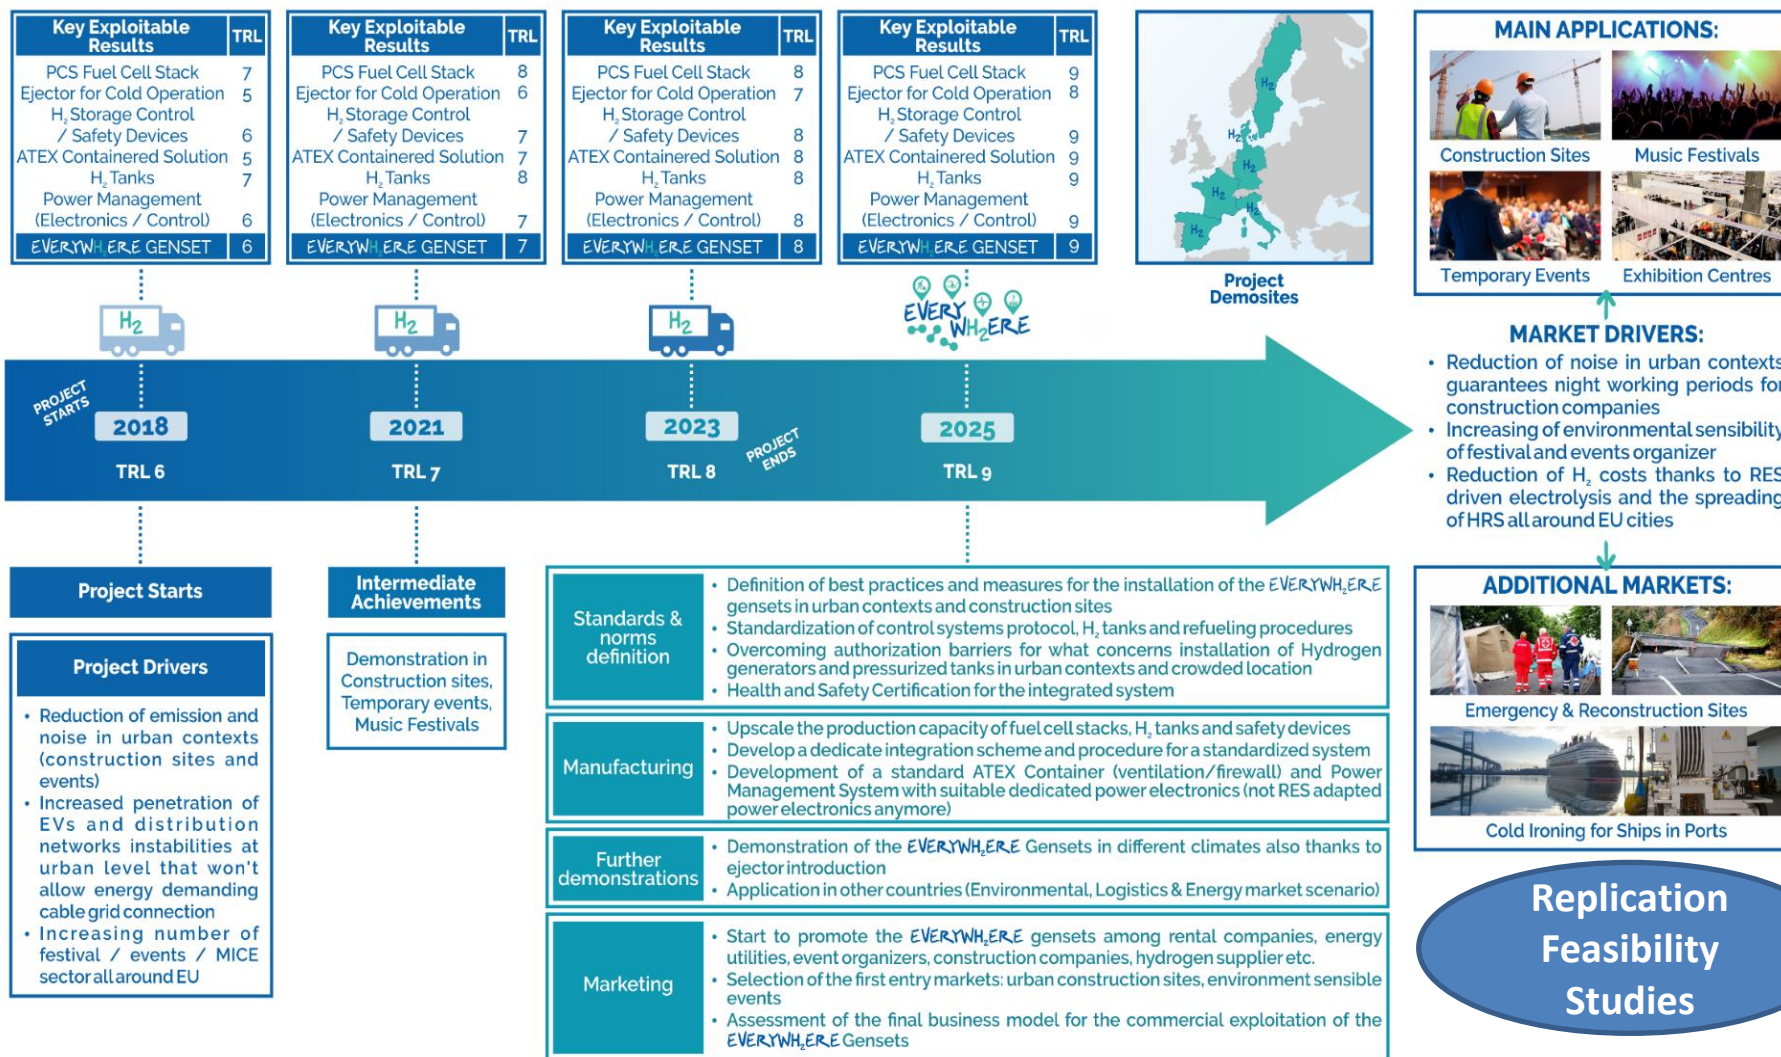 Key Exploitable Results TRL
PCS Fuel Cell Stack 7
Ejector for Cold Operation 5
H₂ Storage Control
/ Safety Devices 6
ATEX Containered Solution 5
H₂ Tanks 7
Power Management
(Electronics / Control) 6
EVERYWH₂ERE GENSET 6
Key Exploitable Results TRL
PCS Fuel Cell Stack 8
Ejector for Cold Operation 6
H₂ Storage Control
/ Safety Devices 7
ATEX Containered Solution 7
H₂ Tanks 8
Power Management
(Electronics / Control) 7
EVERYWH₂ERE GENSET 7
Key Exploitable Results TRL
PCS Fuel Cell Stack 8
Ejector for Cold Operation 7
H₂ Storage Control
/ Safety Devices 8
ATEX Containered Solution 8
H₂ Tanks 8
Power Management
(Electronics / Control) 8
EVERYWH₂ERE GENSET 8
Key Exploitable Results TRL
PCS Fuel Cell Stack 9
Ejector for Cold Operation 8
H₂ Storage Control
/ Safety Devices 9
ATEX Containered Solution 9
H₂ Tanks 9
Power Management
(Electronics / Control) 9
EVERYWH₂ERE GENSET 9
H₂
H₂
H₂
H₂
H₂
H₂
Project
Demosites
MAIN APPLICATIONS:
Construction Sites
Music Festivals
Temporary Events
Exhibition Centres
H₂
H₂
H₂
EVERY
WH₂ERE
PROJECT
STARTS
2018
TRL 6
2021
TRL 7
2023
TRL 8
PROJECT
ENDS
2025
TRL 9
MARKET DRIVERS:
• Reduction of noise in urban contexts
guarantees night working periods for
construction companies
• Increasing of environmental sensibility
of festival and events organizer
• Reduction of H₂ costs thanks to RES
driven electrolysis and the spreading
of HRS all around EU cities
Project Starts
Project Drivers
• Reduction of emission and
noise in urban contexts
(construction sites and
events)
• Increased penetration of
EVs and distribution
networks instabilities at
urban level that won't
allow energy demanding
cable grid connection
• Increasing number of
festival / events / MICE
sector all around EU
Intermediate
Achievements
Demonstration in
Construction sites,
Temporary events,
Music Festivals
Standards &
norms
definition
• Definition of best practices and measures for the installation of the EVERYWH₂ERE
gensets in urban contexts and construction sites
• Standardization of control systems protocol, H₂ tanks and refueling procedures
• Overcoming authorization barriers for what concerns installation of Hydrogen
generators and pressurized tanks in urban contexts and crowded location
• Health and Safety Certification for the integrated system
Manufacturing
• Upscale the production capacity of fuel cell stacks, H₂ tanks and safety devices
• Develop a dedicate integration scheme and procedure for a standardized system
• Development of a standard ATEX Container (ventilation/firewall) and Power
Management System with suitable dedicated power electronics (not RES adapted
power electronics anymore)
Further
demonstrations
• Demonstration of the EVERYWH₂ERE Gensets in different climates also thanks to
ejector introduction
• Application in other countries (Environmental, Logistics & Energy market scenario)
Marketing
• Start to promote the EVERYWH₂ERE gensets among rental companies, energy
utilities, event organizers, construction companies, hydrogen supplier etc.
• Selection of the first entry markets: urban construction sites, environment sensible
events
• Assessment of the final business model for the commercial exploitation of the
EVERYWH₂ERE Gensets
ADDITIONAL MARKETS:
Emergency & Reconstruction Sites
Cold Ironing for Ships in Ports
Replication
Feasibility
Studies